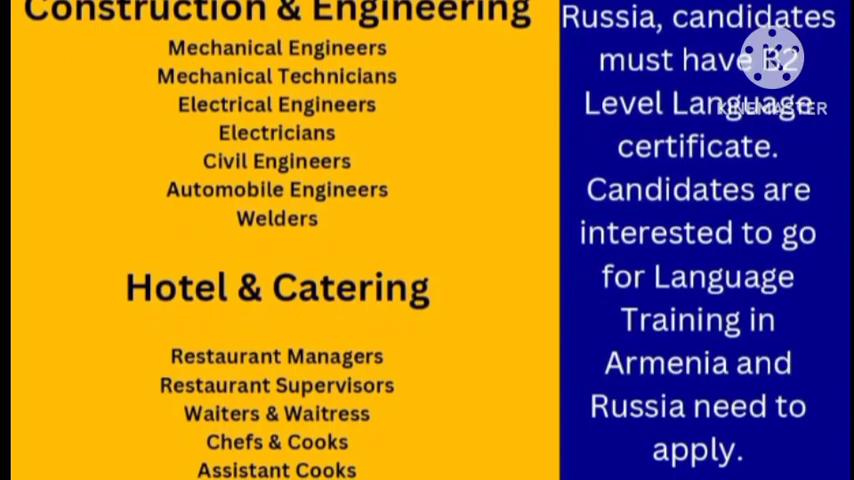 Construction & Engineering
Mechanical Engineers
Mechanical Technicians
Electrical Engineers
Electricians
Civil Engineers
Automobile Engineers
Welders
Hotel & Catering
Restaurant Managers
Restaurant Supervisors
Waiters & Waitress
Chefs & Cooks
Assistant Cooks
Russia, candidates
must have B2
Level Language
certificate.
Candidates are
interested to go
for Language
Training in
Armenia and
Russia need to
apply.
KINEMASTER